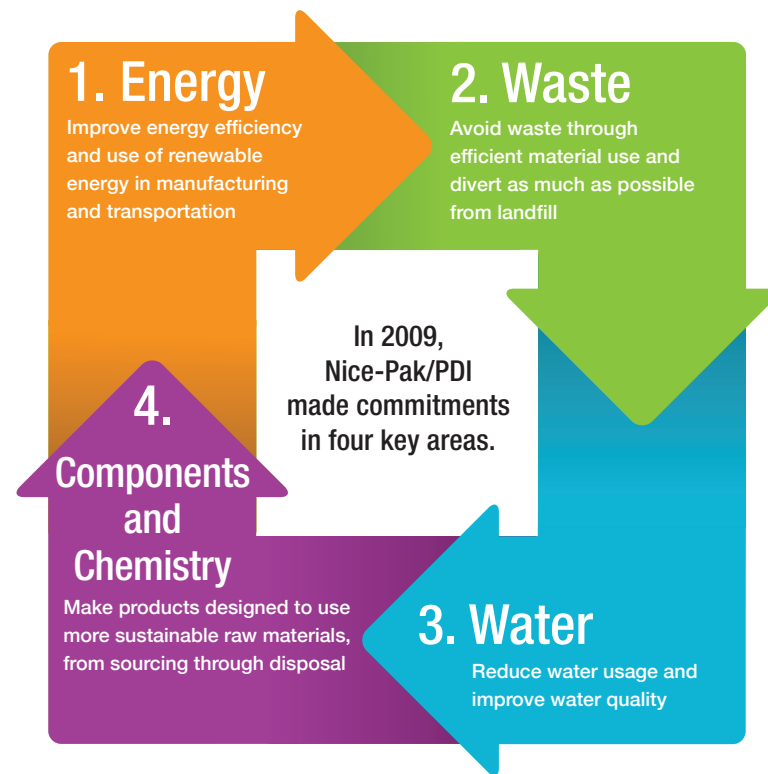 1. Energy
Improve energy efficiency
and use of renewable
energy in manufacturing
and transportation
2. Waste
Avoid waste through
efficient material use and
divert as much as possible
from landfill
In 2009,
Nice-Pak/PDI
made commitments
in four key areas.
3. Water
Reduce water usage and
improve water quality
4.
Components
and
Chemistry
Make products designed to use
more sustainable raw materials,
from sourcing through disposal